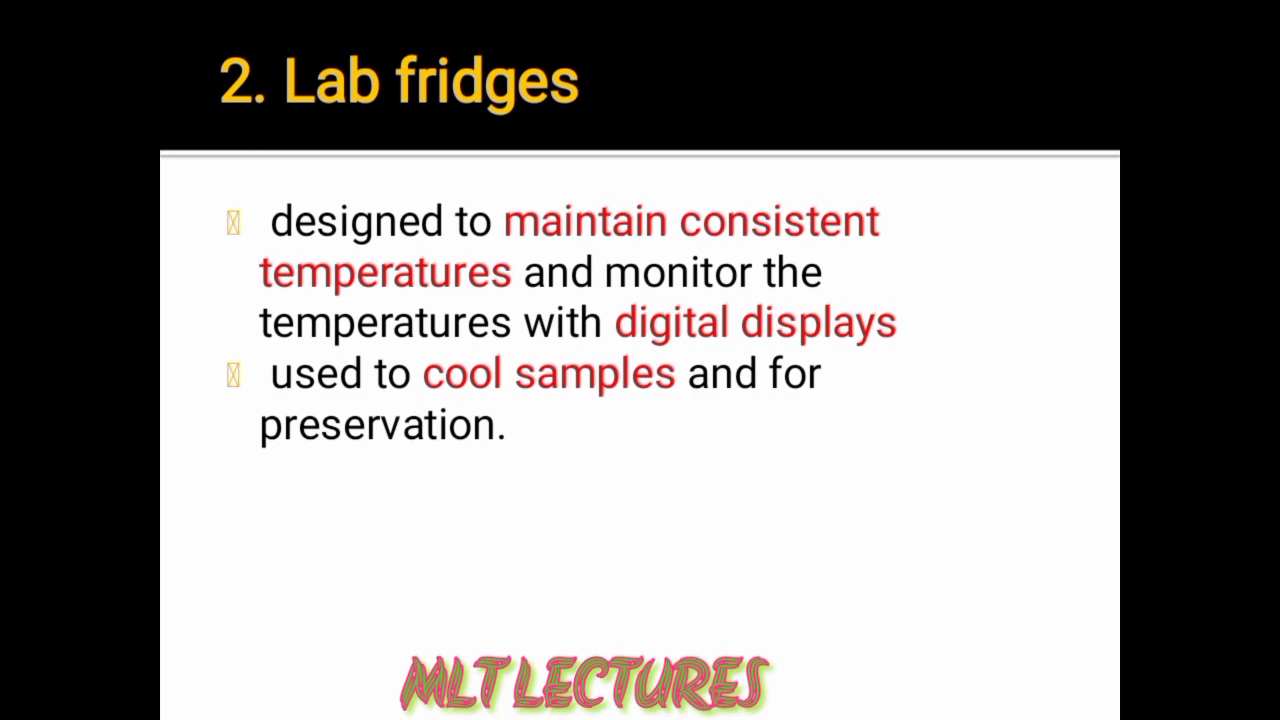 2. Lab fridges
designed to maintain consistent
temperatures and monitor the
temperatures with digital displays
used to cool samples and for
preservation.
MLT LECTURES